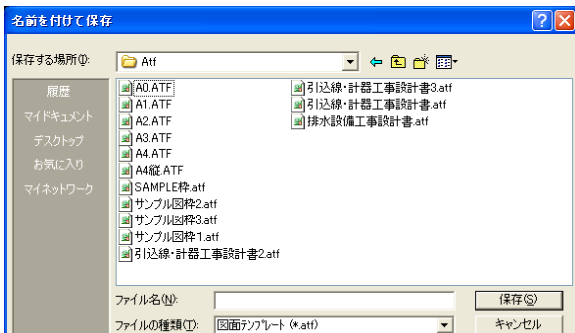 名前を付けて保存
保存する場所(I):
Atf
履歴
マイドキュメント
デスクトップ
お気に入り
マイネットワーク
A0.ATF
A1.ATF
A2.ATF
A3.ATF
A4.ATF
A4縦.ATF
SAMPLE枠.atf
サンプル図枠2.atf
サンプル図枠3.atf
サンプル図枠1.atf
引込線・計器工事設計書2.atf
引込線・計器工事設計書3.atf
引込線・計器工事設計書.atf
排水設備工事設計書.atf
ファイル名(N):
保存(S)
ファイルの種類(T):
図面テンプレート (*.atf)
キャンセル